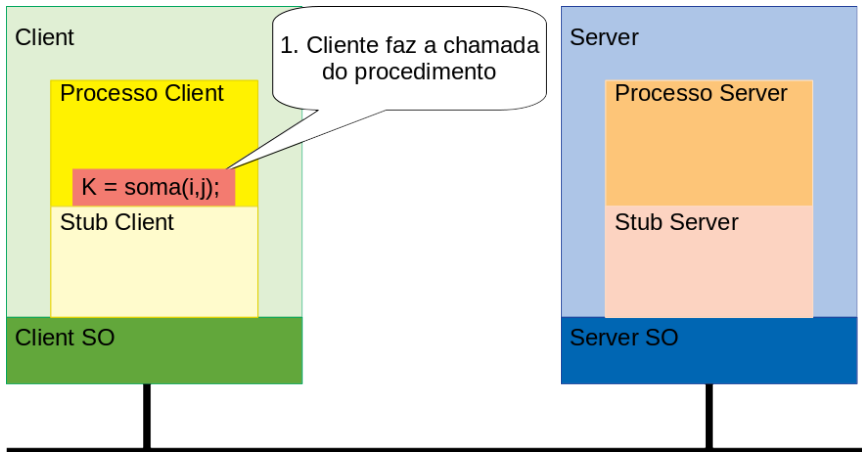 Client
1. Cliente faz a chamada
do procedimento
Server
Processo Client
Processo Server
K = soma(i,j);
Stub Client
Stub Server
Client SO
Server SO